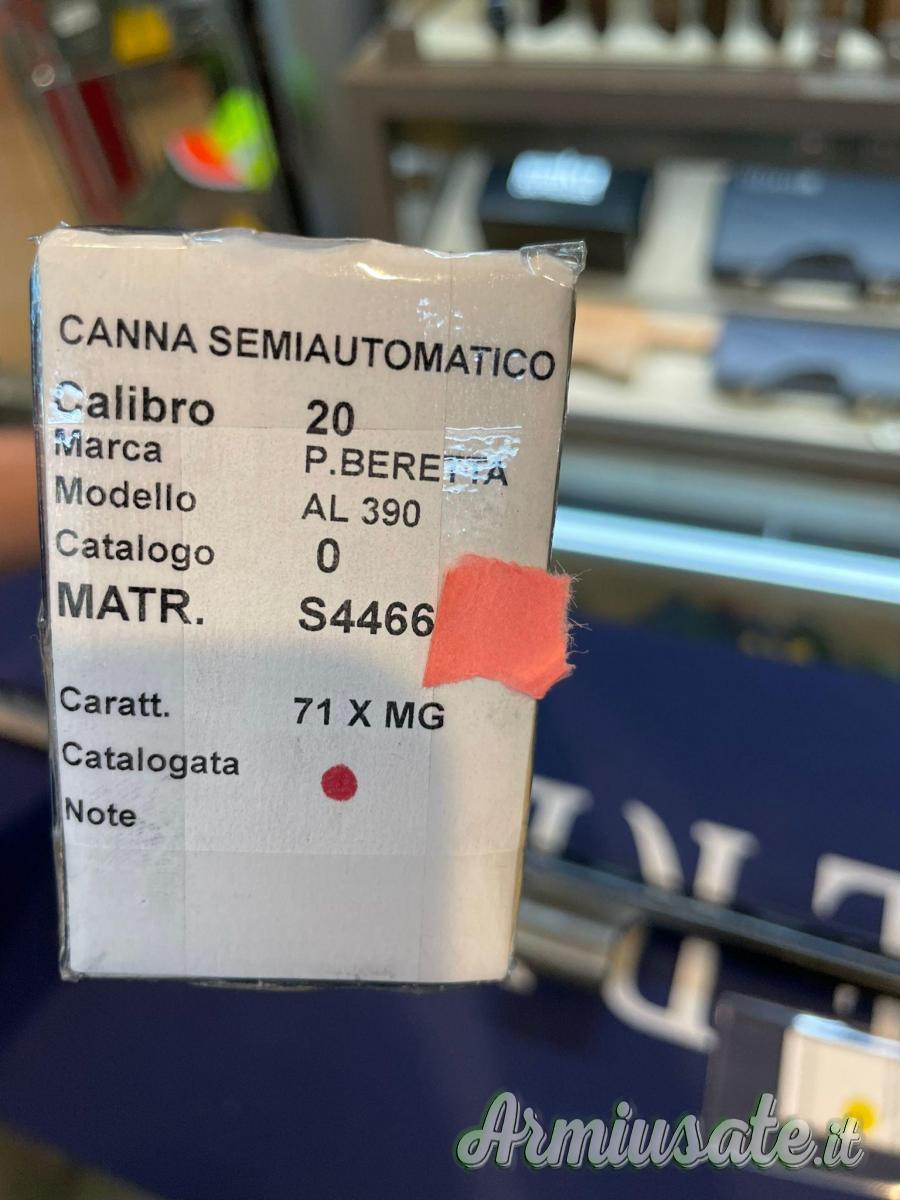 CANNA SEMIAUTOMATICO
Calibro 20
Marca P.BERETTA
Modello AL 390
Catalogo 0
MATR. S4466
Caratt. 71 X MG
Catalogata
Note
Armiusate.it